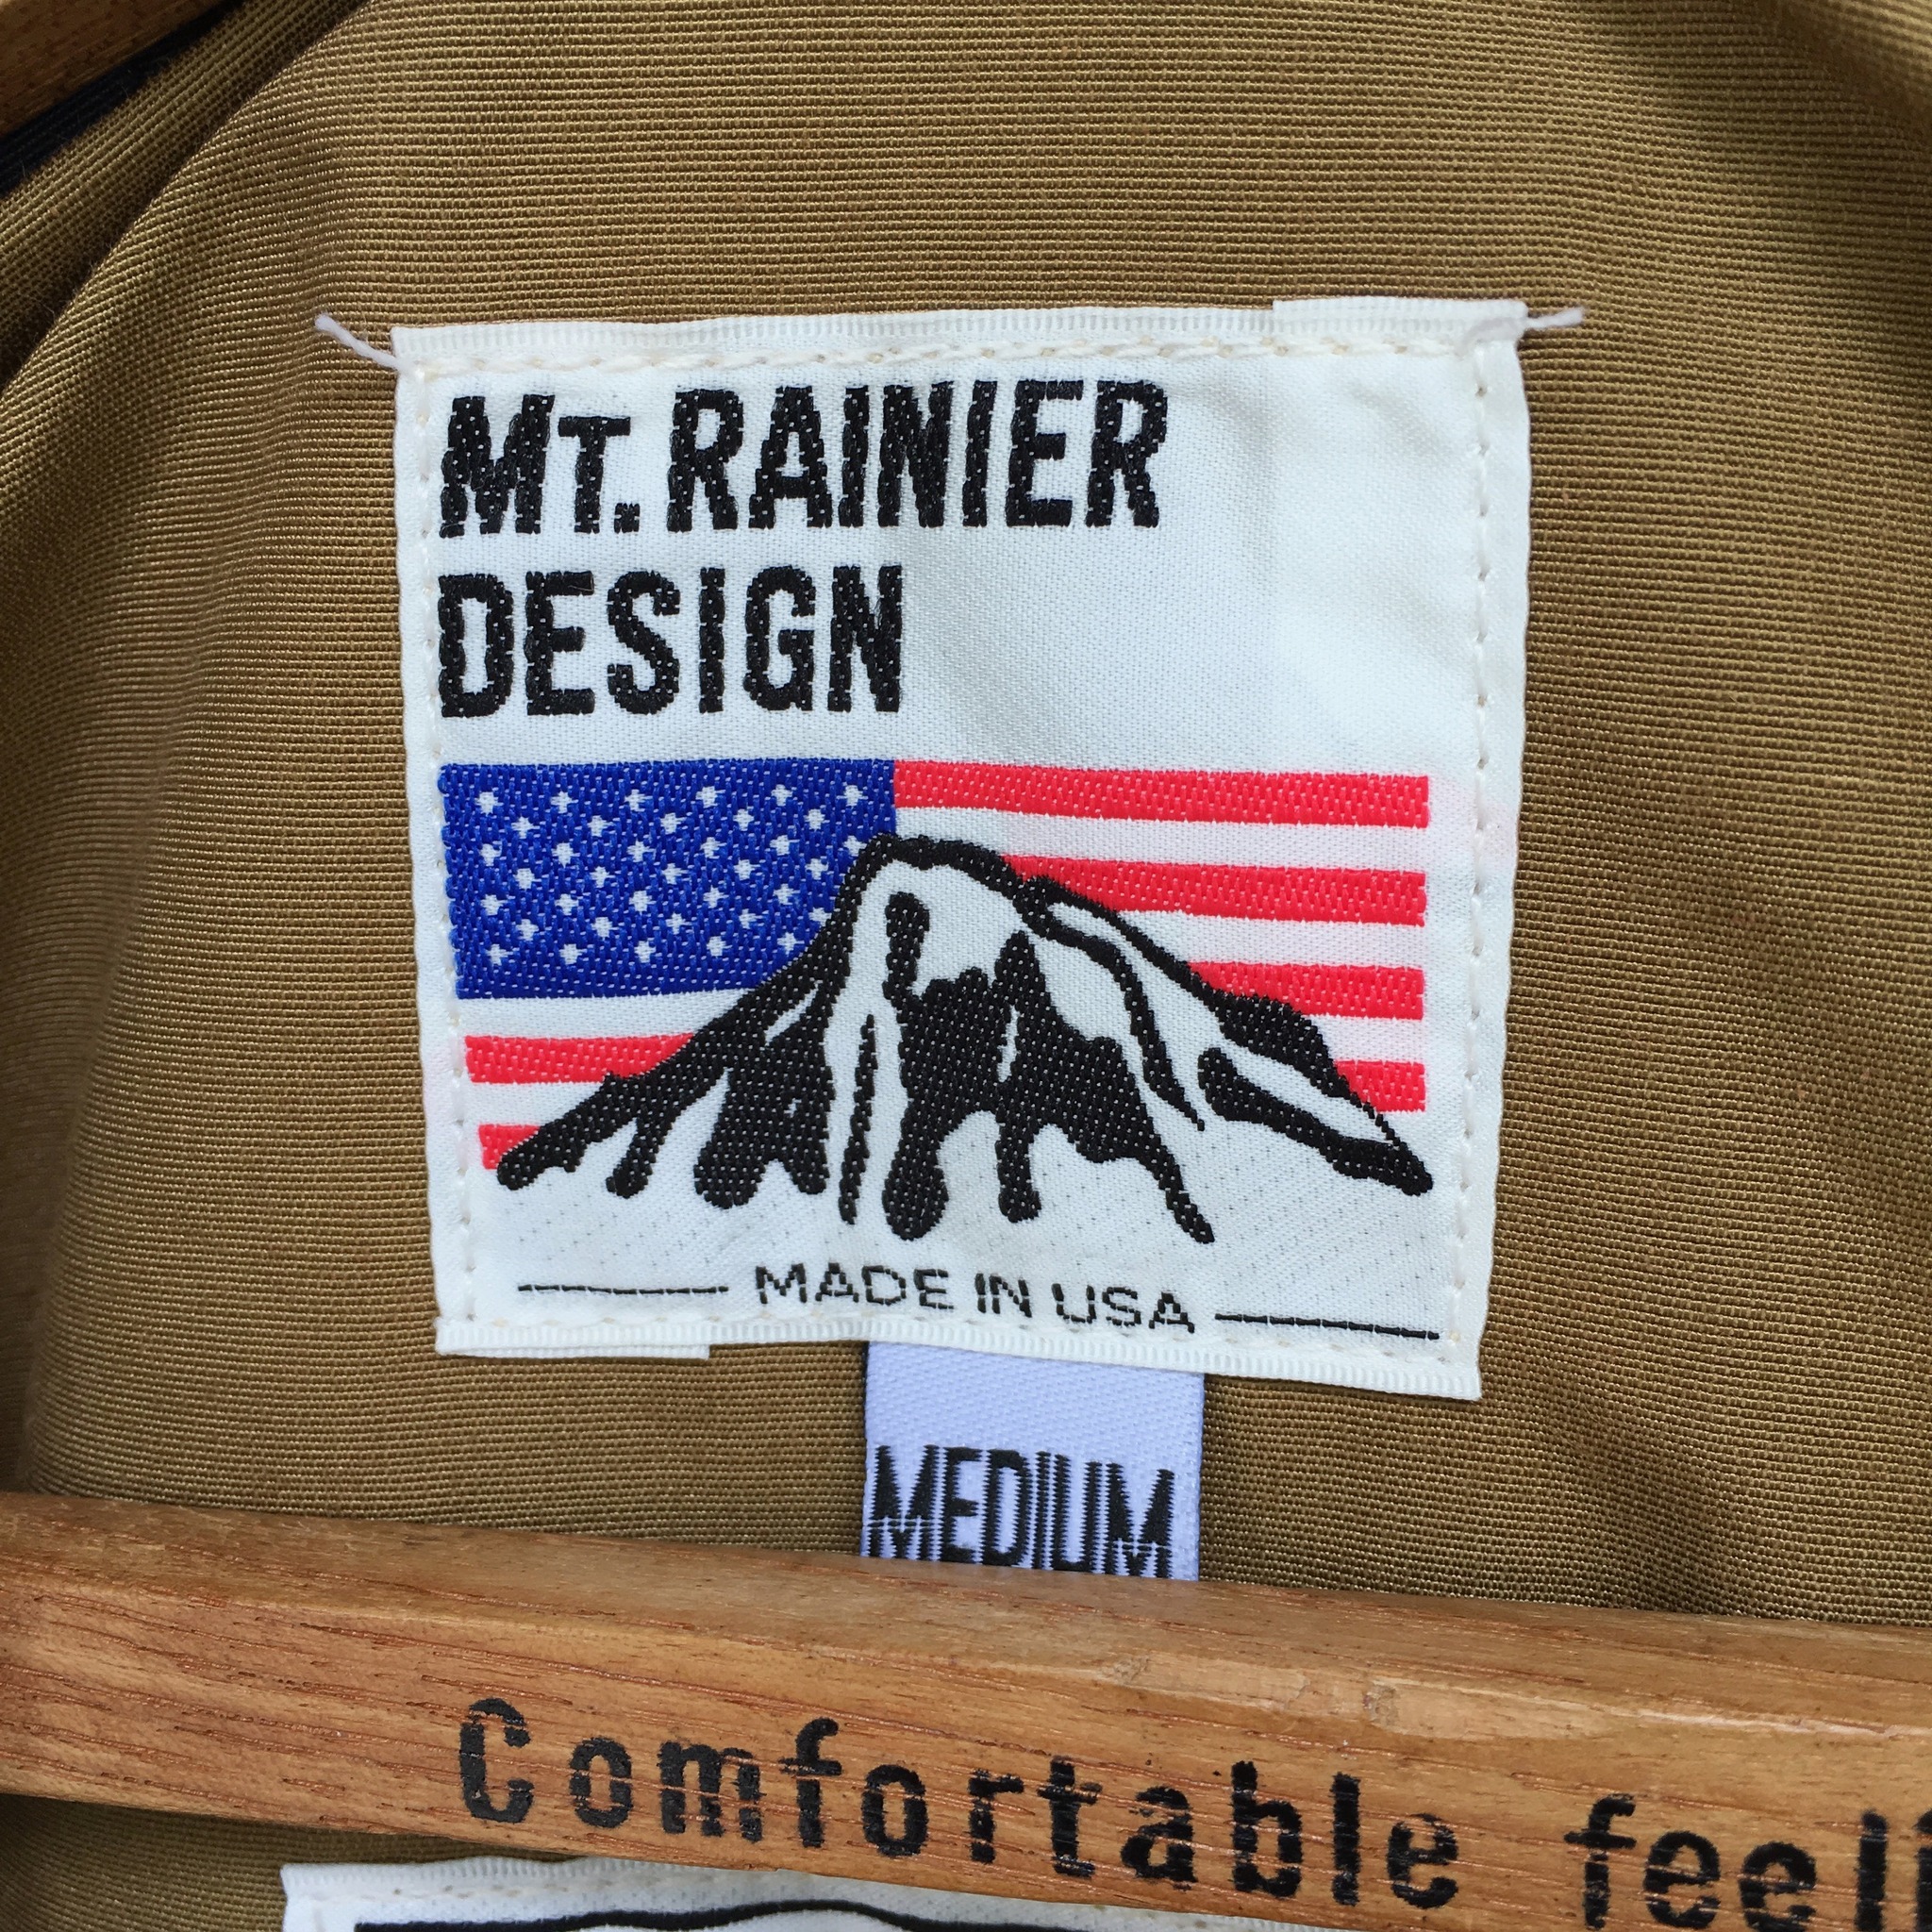 MT. RAINIER
DESIGN
MADE IN USA
MEDIUM
Comfortable